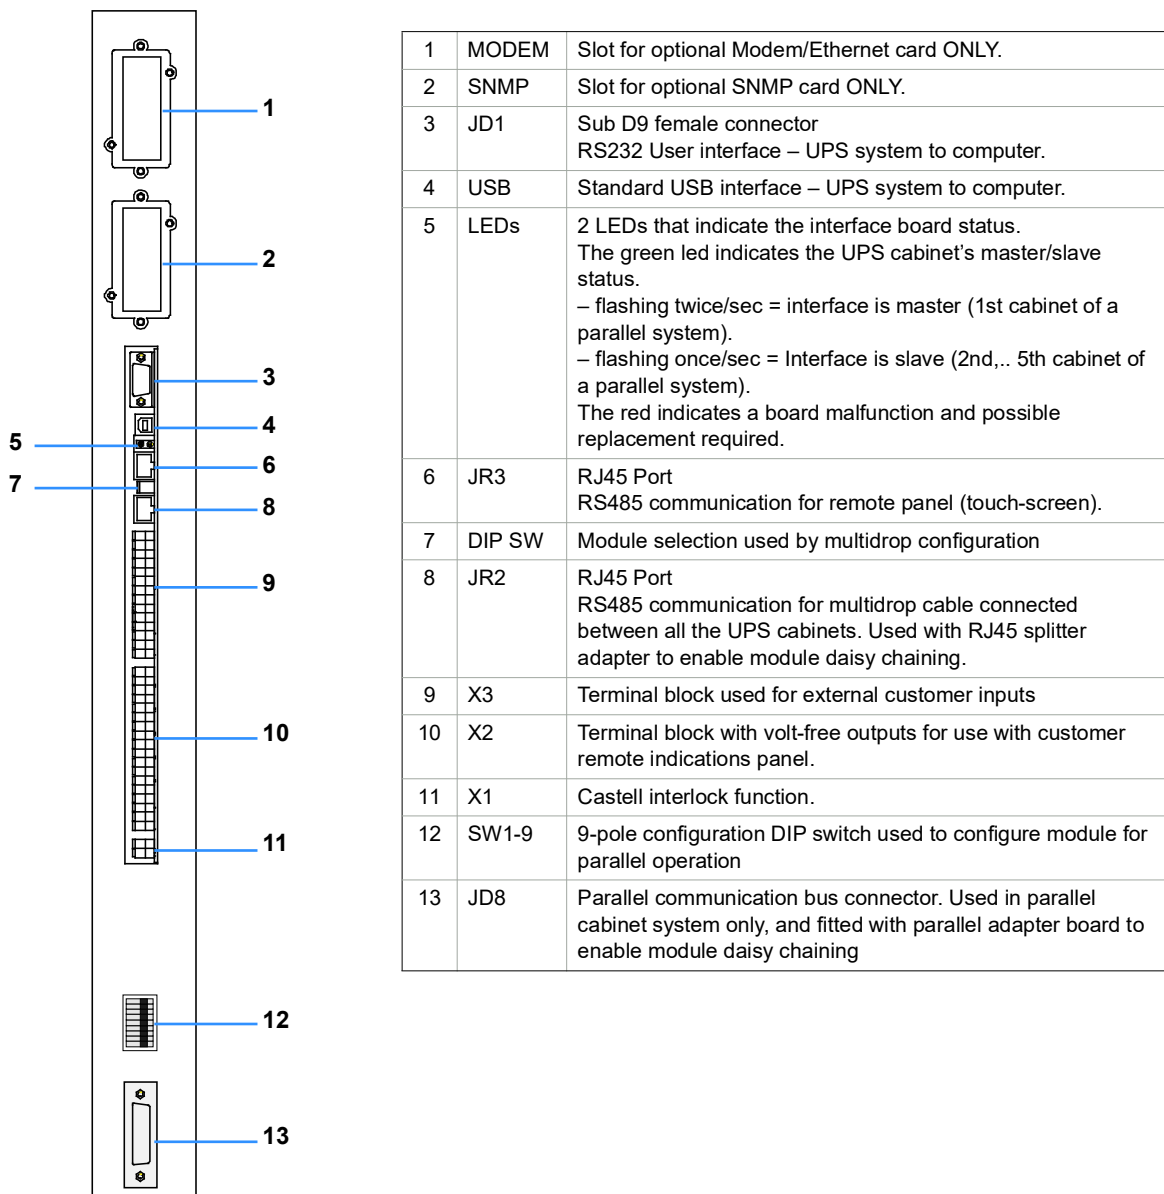 1
2
3
4
5
6
7
8
9
10
11
12
13
1 MODEM Slot for optional Modem/Ethernet card ONLY.
2 SNMP Slot for optional SNMP card ONLY.
3 JD1 Sub D9 female connector
RS232 User interface – UPS system to computer.
4 USB Standard USB interface – UPS system to computer.
5 LEDs 2 LEDs that indicate the interface board status.
The green led indicates the UPS cabinet’s master/slave
status.
– flashing twice/sec = interface is master (1st cabinet of a
parallel system).
– flashing once/sec = Interface is slave (2nd,.. 5th cabinet of
a parallel system).
The red indicates a board malfunction and possible
replacement required.
6 JR3 RJ45 Port
RS485 communication for remote panel (touch-screen).
7 DIP SW Module selection used by multidrop configuration
8 JR2 RJ45 Port
RS485 communication for multidrop cable connected
between all the UPS cabinets. Used with RJ45 splitter
adapter to enable module daisy chaining.
9 X3 Terminal block used for external customer inputs
10 X2 Terminal block with volt-free outputs for use with customer
remote indications panel.
11 X1 Castell interlock function.
12 SW1-9 9-pole configuration DIP switch used to configure module for
parallel operation
13 JD8 Parallel communication bus connector. Used in parallel
cabinet system only, and fitted with parallel adapter board to
enable module daisy chaining